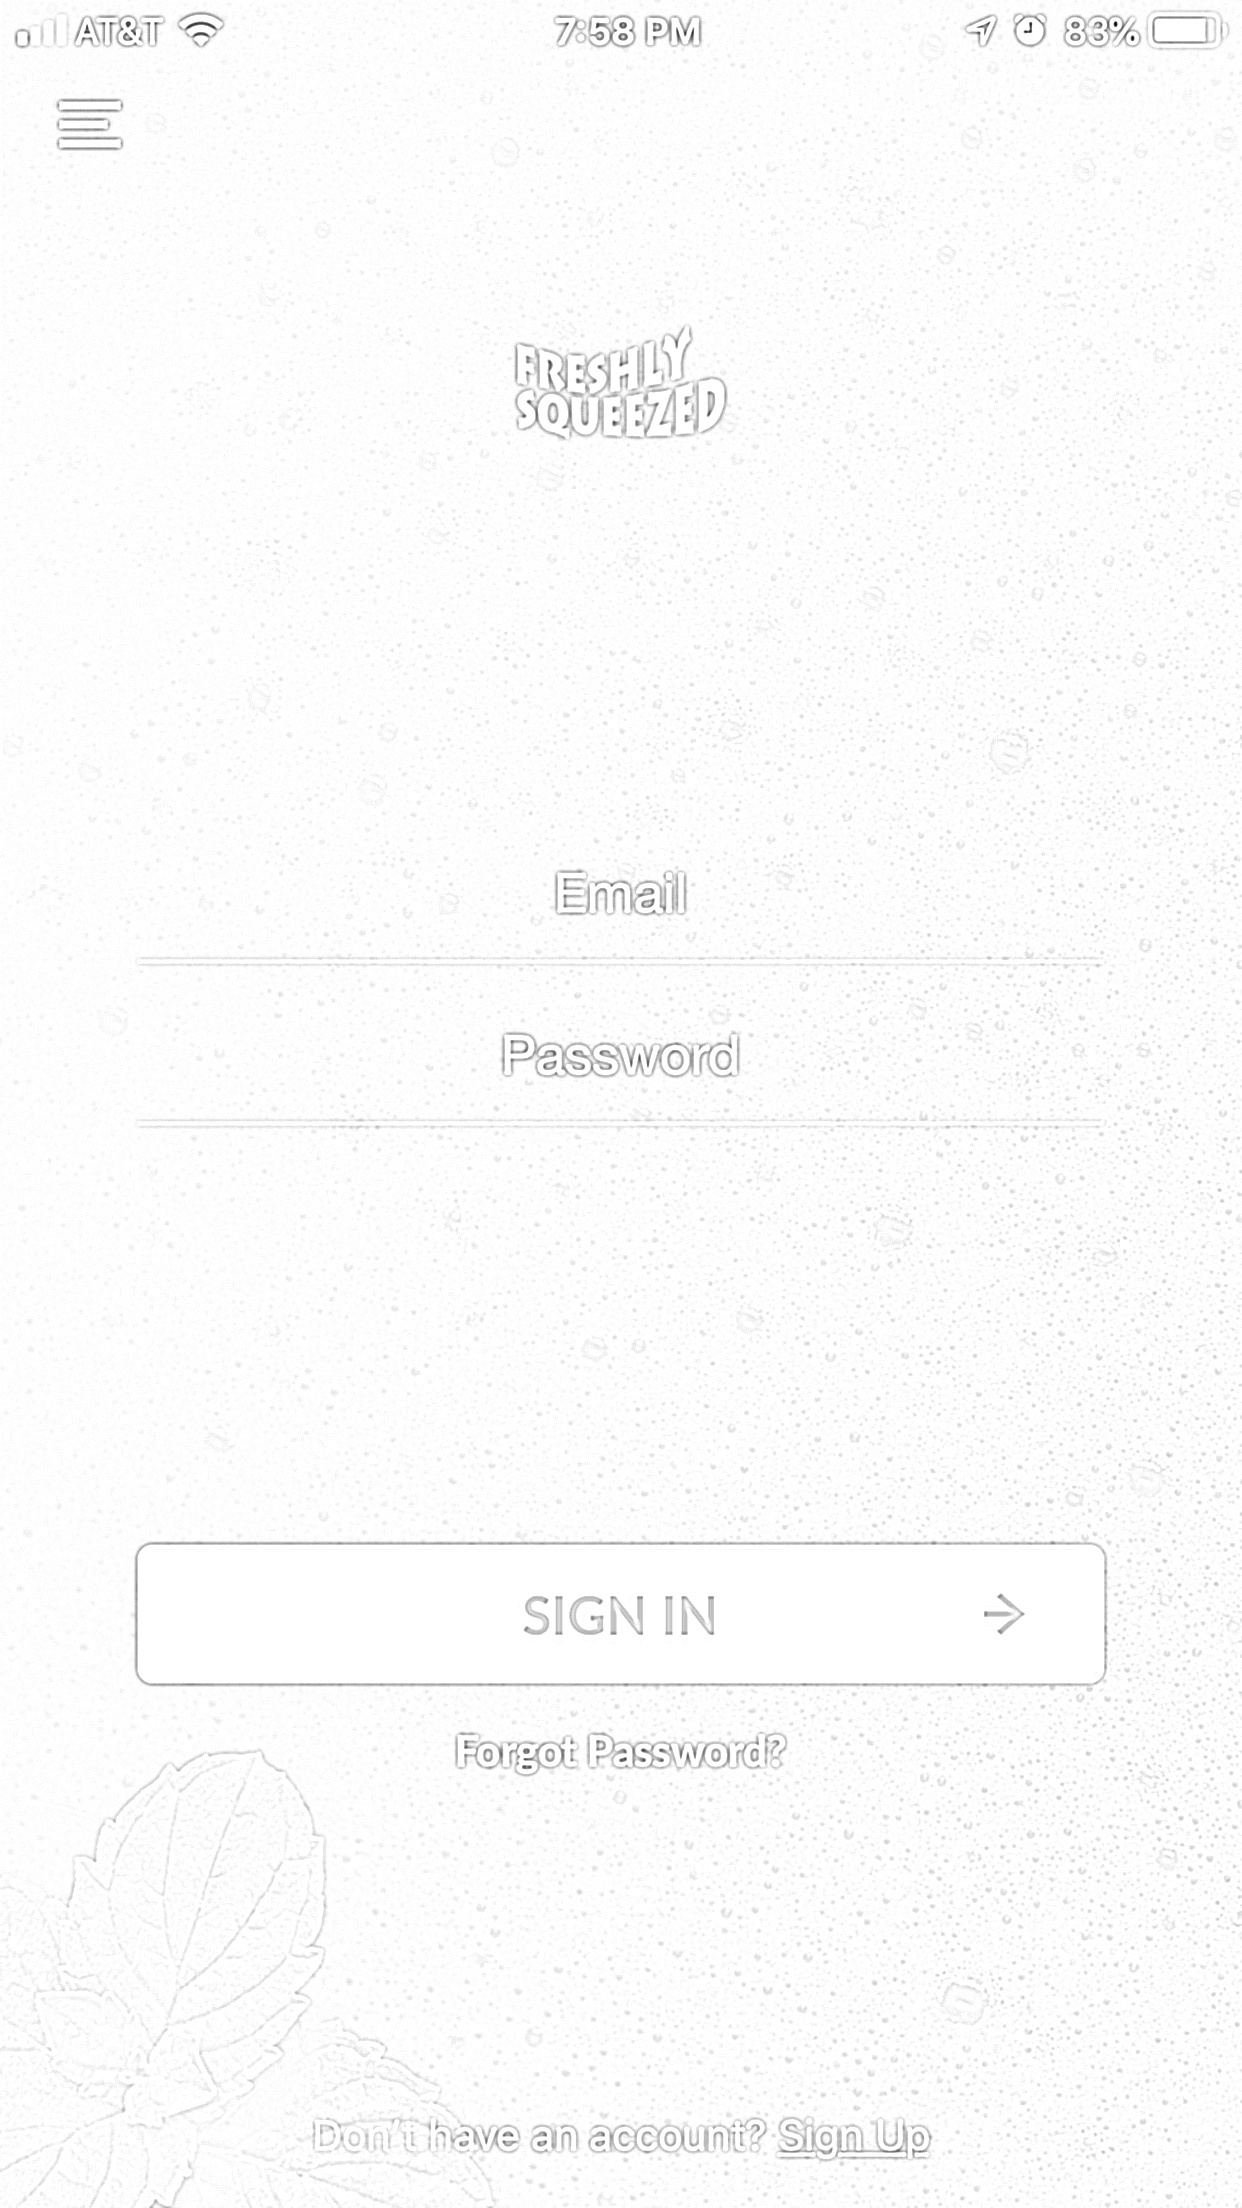 AT&T 7:58 PM 83%
FRESHLY
SQUEEZED
Email
Password
SIGN IN
Forgot Password?
Don't have an account? Sign Up